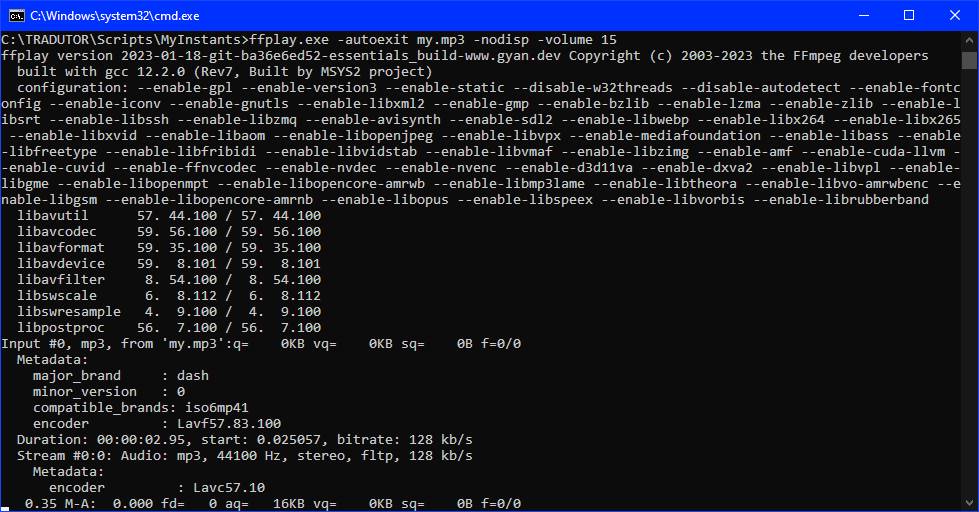 C:\Windows\system32\cmd.exe
C:\TRADUTOR\Scripts\MyInstants>ffplay.exe -autoexit my.mp3 -nodisp -volume 15
ffplay version 2023-01-18-git-ba36e6ed52-essentials_build-www.gyan.dev Copyright (c) 2003-2023 the FFmpeg developers
  built with gcc 12.2.0 (Rev7, Built by MSYS2 project)
  configuration: --enable-gpl --enable-version3 --enable-static --disable-w32threads --disable-autodetect --enable-fontc
onfig --enable-iconv --enable-gnutls --enable-libxml2 --enable-gmp --enable-bzlib --enable-lzma --enable-zlib --enable-l
ibsrt --enable-libssh --enable-libzmq --enable-avisynth --enable-sdl2 --enable-libwebp --enable-libx264 --enable-libx265
 --enable-libxvid --enable-libaom --enable-libopenjpeg --enable-libvpx --enable-mediafoundation --enable-libass --enable
-libfreetype --enable-libfribidi --enable-libvidstab --enable-libvmaf --enable-libzimg --enable-amf --enable-cuda-llvm -
-enable-cuvid --enable-ffnvcodec --enable-nvdec --enable-nvenc --enable-d3d11va --enable-dxva2 --enable-libvpl --enable-
libgme --enable-libopenmpt --enable-libopencore-amrwb --enable-libmp3lame --enable-libtheora --enable-libvo-amrwbenc --e
nable-libgsm --enable-libopencore-amrnb --enable-libopus --enable-libspeex --enable-libvorbis --enable-librubberband
  libavutil      57. 44.100 / 57. 44.100
  libavcodec     59. 56.100 / 59. 56.100
  libavformat    59. 35.100 / 59. 35.100
  libavdevice    59.  8.101 / 59.  8.101
  libavfilter     8. 54.100 /  8. 54.100
  libswscale      6.  8.112 /  6.  8.112
  libswresample   4.  9.100 /  4.  9.100
  libpostproc    56.  7.100 / 56.  7.100
Input #0, mp3, from 'my.mp3':q=    0KB vq=    0KB sq=    0B f=0/0
  Metadata:
    major_brand     : dash
    minor_version   : 0
    compatible_brands: iso6mp41
    encoder         : Lavf57.83.100
  Duration: 00:00:02.95, start: 0.025057, bitrate: 128 kb/s
  Stream #0:0: Audio: mp3, 44100 Hz, stereo, fltp, 128 kb/s
    Metadata:
      encoder         : Lavc57.10
   0.35 M-A:  0.000 fd=   0 aq=   16KB vq=    0KB sq=    0B f=0/0